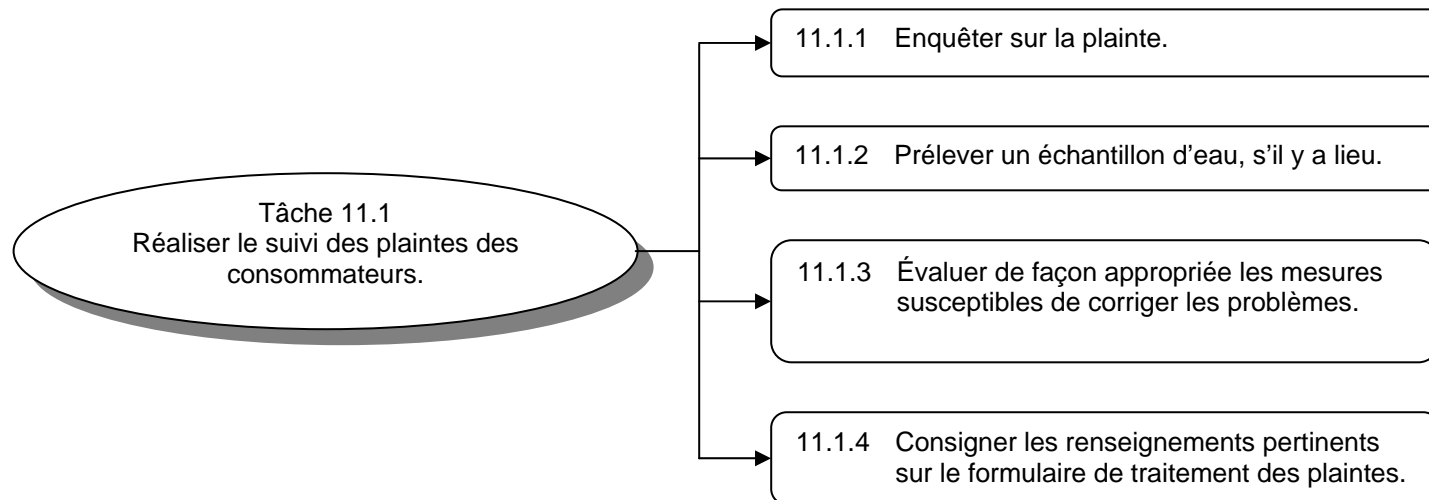 Tâche 11.1
Réaliser le suivi des plaintes des
consommateurs.
11.1.1 Enquêter sur la plainte.
11.1.2 Prélever un échantillon d’eau, s’il y a lieu.
11.1.3 Évaluer de façon appropriée les mesures
susceptibles de corriger les problèmes.
11.1.4 Consigner les renseignements pertinents
sur le formulaire de traitement des plaintes.